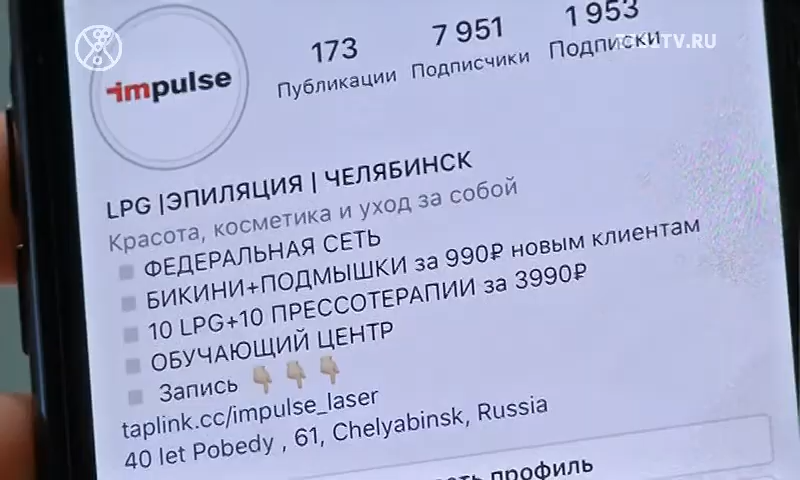 173 7 951 1 953
Публикации Подписчики Подписки
impulse
LPG |ЭПИЛЯЦИЯ | ЧЕЛЯБИНСК
Красота, косметика и уход за собой
ФЕДЕРАЛЬНАЯ СЕТЬ
БИКИНИ+ПОДМЫШКИ за 990₽ новым клиентам
10 LPG+10 ПРЕССОТЕРАПИИ за 3990₽
ОБУЧАЮЩИЙ ЦЕНТР
Запись 👇🏼 👇🏼 👇🏼
taplink.cc/impulse_laser
40 let Pobedy , 61, Chelyabinsk, Russia
профиль